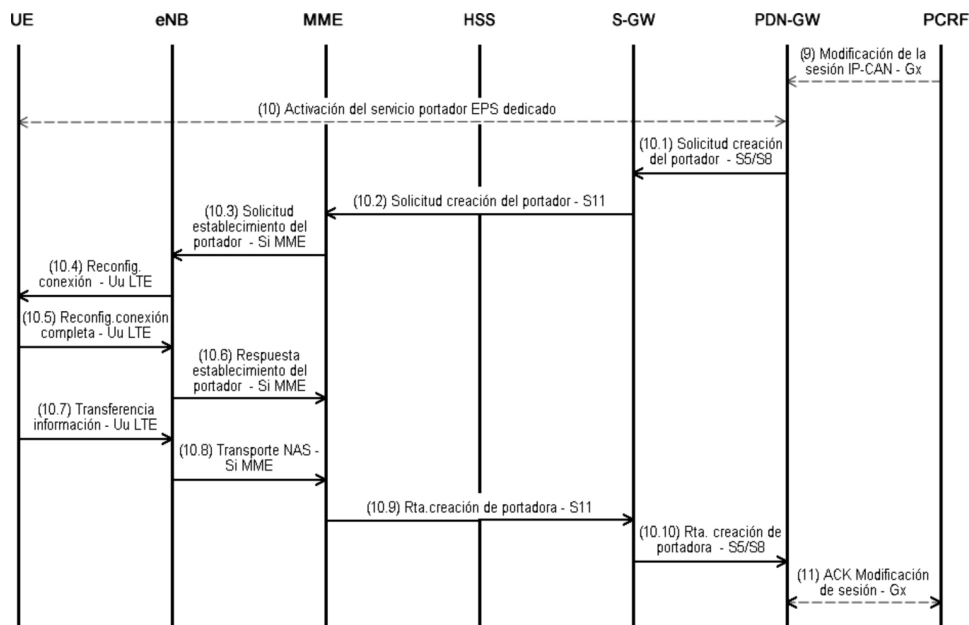 UE eNB MME HSS S-GW PDN-GW PCRF
(9) Modificación de la
sesión IP-CAN - Gx
(10) Activación del servicio portador EPS dedicado
(10.1) Solicitud creación
del portador - S5/S8
(10.2) Solicitud creación del portador - S11
(10.3) Solicitud
establecimiento del
portador - Si MME
(10.4) Reconfig.
conexión - Uu LTE
(10.5) Reconfig.conexión
completa - Uu LTE
(10.6) Respuesta
establecimiento del
portador - Si MME
(10.7) Transferencia
información - Uu LTE
(10.8) Transporte NAS -
Si MME
(10.9) Rta.creación de portadora - S11
(10.10) Rta. creación de
portadora - S5/S8
(11) ACK Modificación
de sesión - Gx